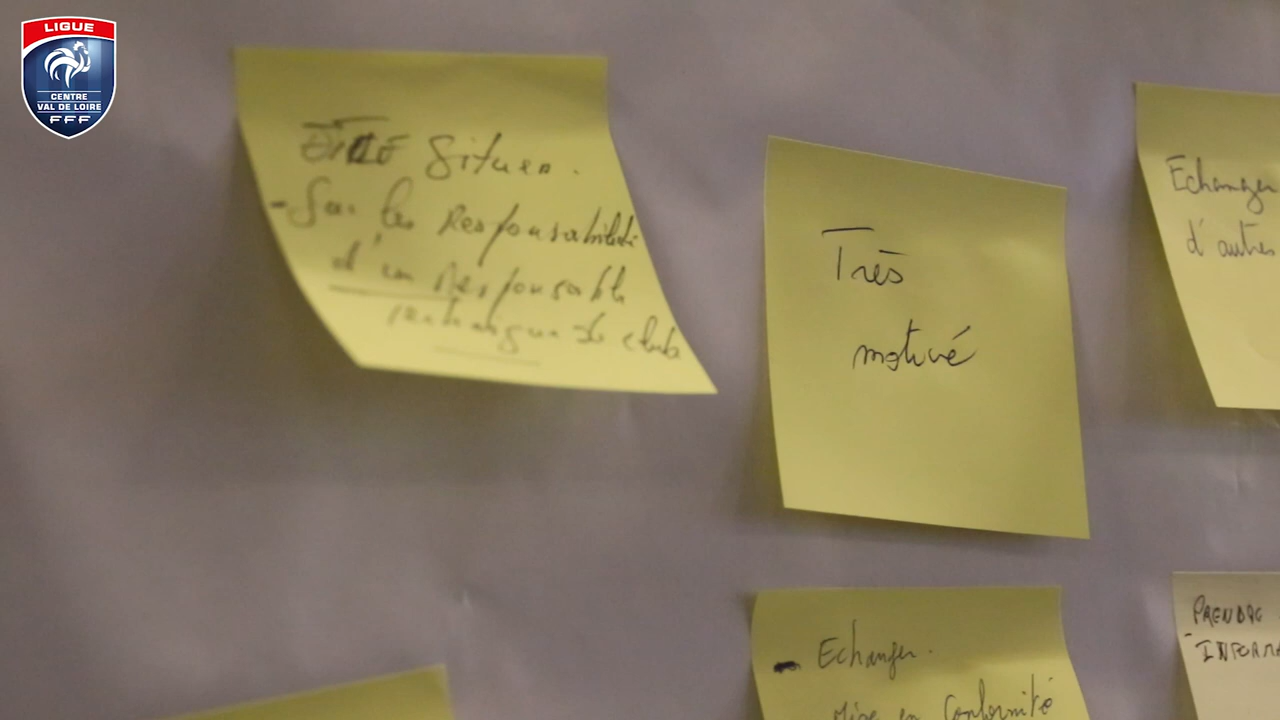 LIGUE
CENTRE
VAL DE LOIRE
FFF
Situer.
- Sur les Responsabilités
d'un Responsable
technique de club
Très
motivé
Echanger
d'autres
- Echanger.
Mise en Conformité
PRENDRE
- INFORMA